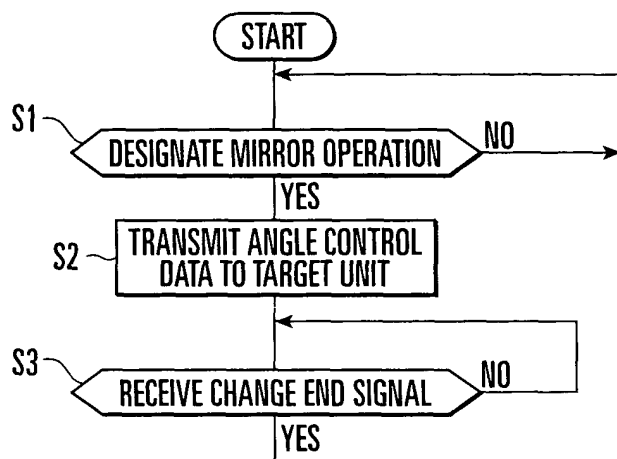 START
S1
DESIGNATE MIRROR OPERATION
NO
YES
S2
TRANSMIT ANGLE CONTROL
DATA TO TARGET UNIT
S3
RECEIVE CHANGE END SIGNAL
NO
YES